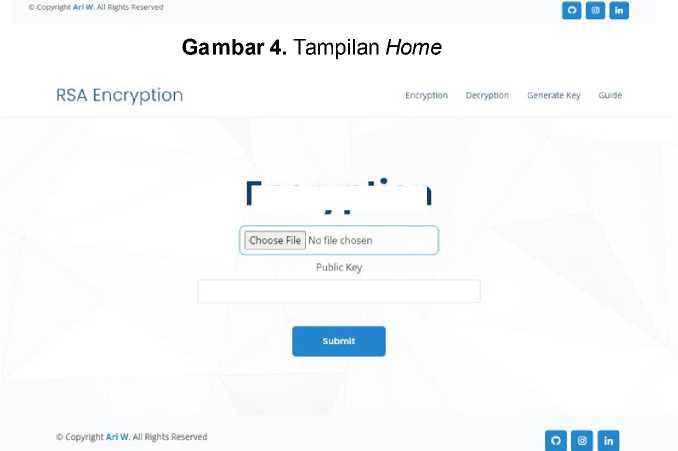 © Copyright Ari W. All Rights Reserved
Gambar 4. Tampilan Home
RSA Encryption
Encryption Decryption Generate Key Guide
Choose File No file chosen
Public Key
Submit
© Copyright Ari W. All Rights Reserved